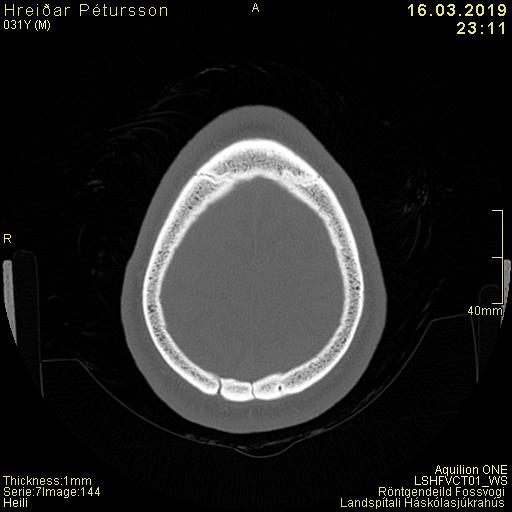 Hreiðar Pétursson
031Y (M)
A
16.03.2019
23:11
R
40mm
Thickness:1mm
Serie:7Image:144
Heili
Aquilion ONE
LSHFVCT01_WS
Röntgendeild Fossvogi
Landspítali Háskólasjúkrahús